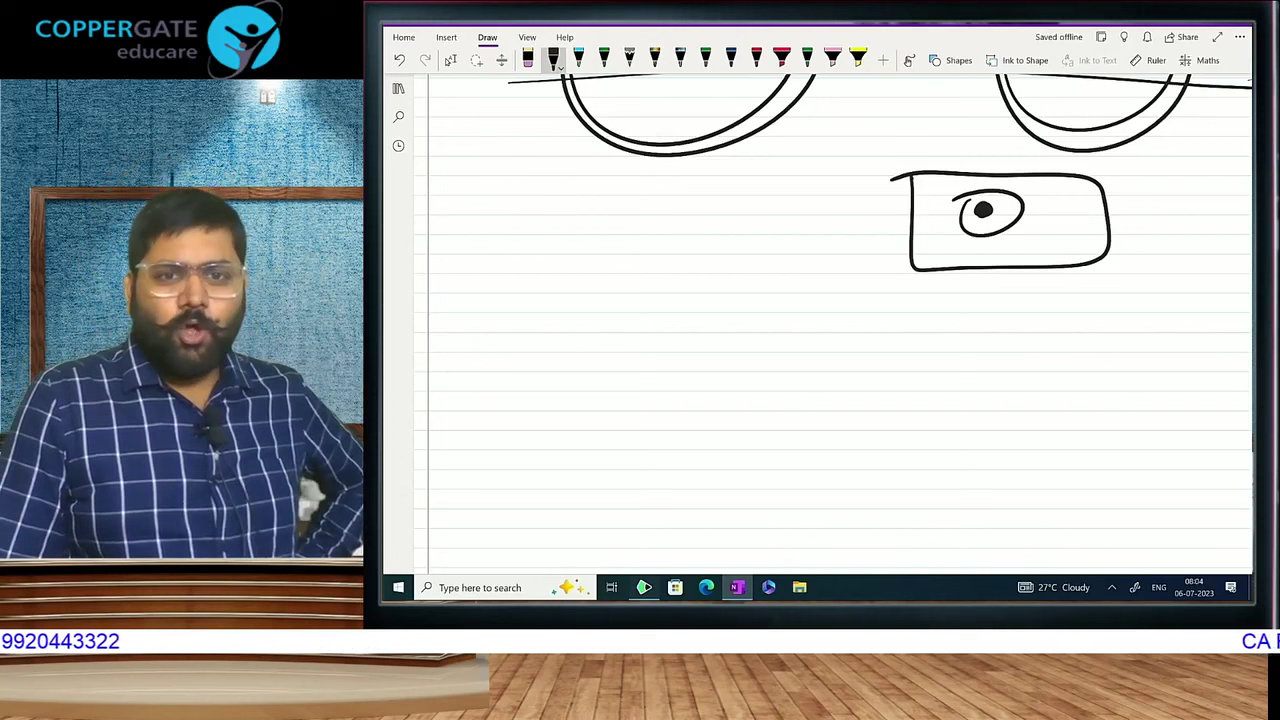 COPPERGATE
educare
Home Insert Draw View Help
Saved offline
Share
Shapes
Ink to Shape
Ink to Text
Ruler
Maths
Type here to search
27°C Cloudy
ENG
08:04
06-07-2023
9920443322
CA F